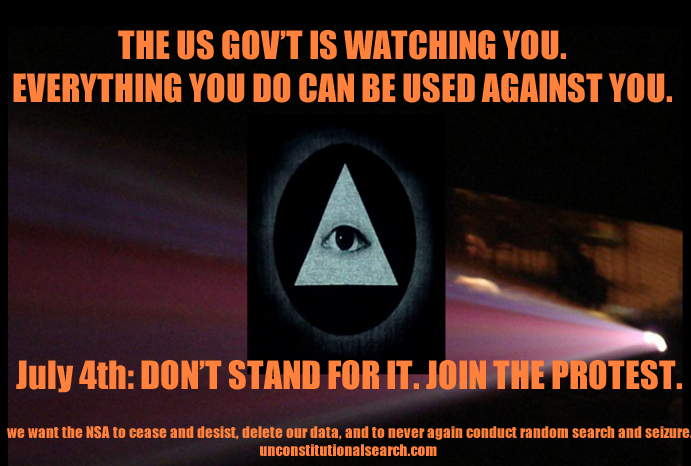 THE US GOV'T IS WATCHING YOU.
EVERYTHING YOU DO CAN BE USED AGAINST YOU.
July 4th: DON'T STAND FOR IT. JOIN THE PROTEST.
we want the NSA to cease and desist, delete our data, and to never again conduct random search and seizure.
unconstitutionalsearch.com